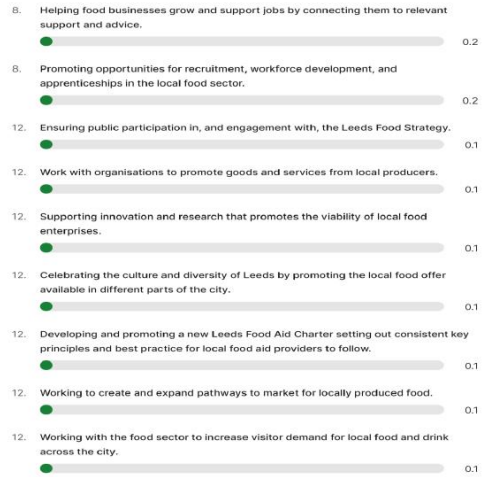 8. Helping food businesses grow and support jobs by connecting them to relevant
support and advice.
0.2
8. Promoting opportunities for recruitment, workforce development, and
apprenticeships in the local food sector.
0.2
12. Ensuring public participation in, and engagement with, the Leeds Food Strategy.
0.1
12. Work with organisations to promote goods and services from local producers.
0.1
12. Supporting innovation and research that promotes the viability of local food
enterprises.
0.1
12. Celebrating the culture and diversity of Leeds by promoting the local food offer
available in different parts of the city.
0.1
12. Developing and promoting a new Leeds Food Aid Charter setting out consistent key
principles and best practice for local food aid providers to follow.
0.1
12. Working to create and expand pathways to market for locally produced food.
0.1
12. Working with the food sector to increase visitor demand for local food and drink
across the city.
0.1